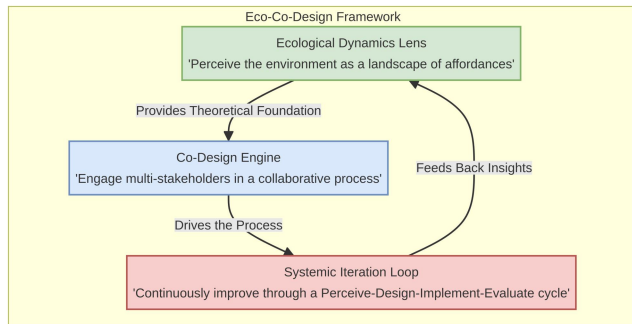 Eco-Co-Design Framework
Ecological Dynamics Lens
'Perceive the environment as a landscape of affordances'
Provides Theoretical Foundation
Co-Design Engine
'Engage multi-stakeholders in a collaborative process'
Feeds Back Insights
Drives the Process
Systemic Iteration Loop
'Continuously improve through a Perceive-Design-Implement-Evaluate cycle'